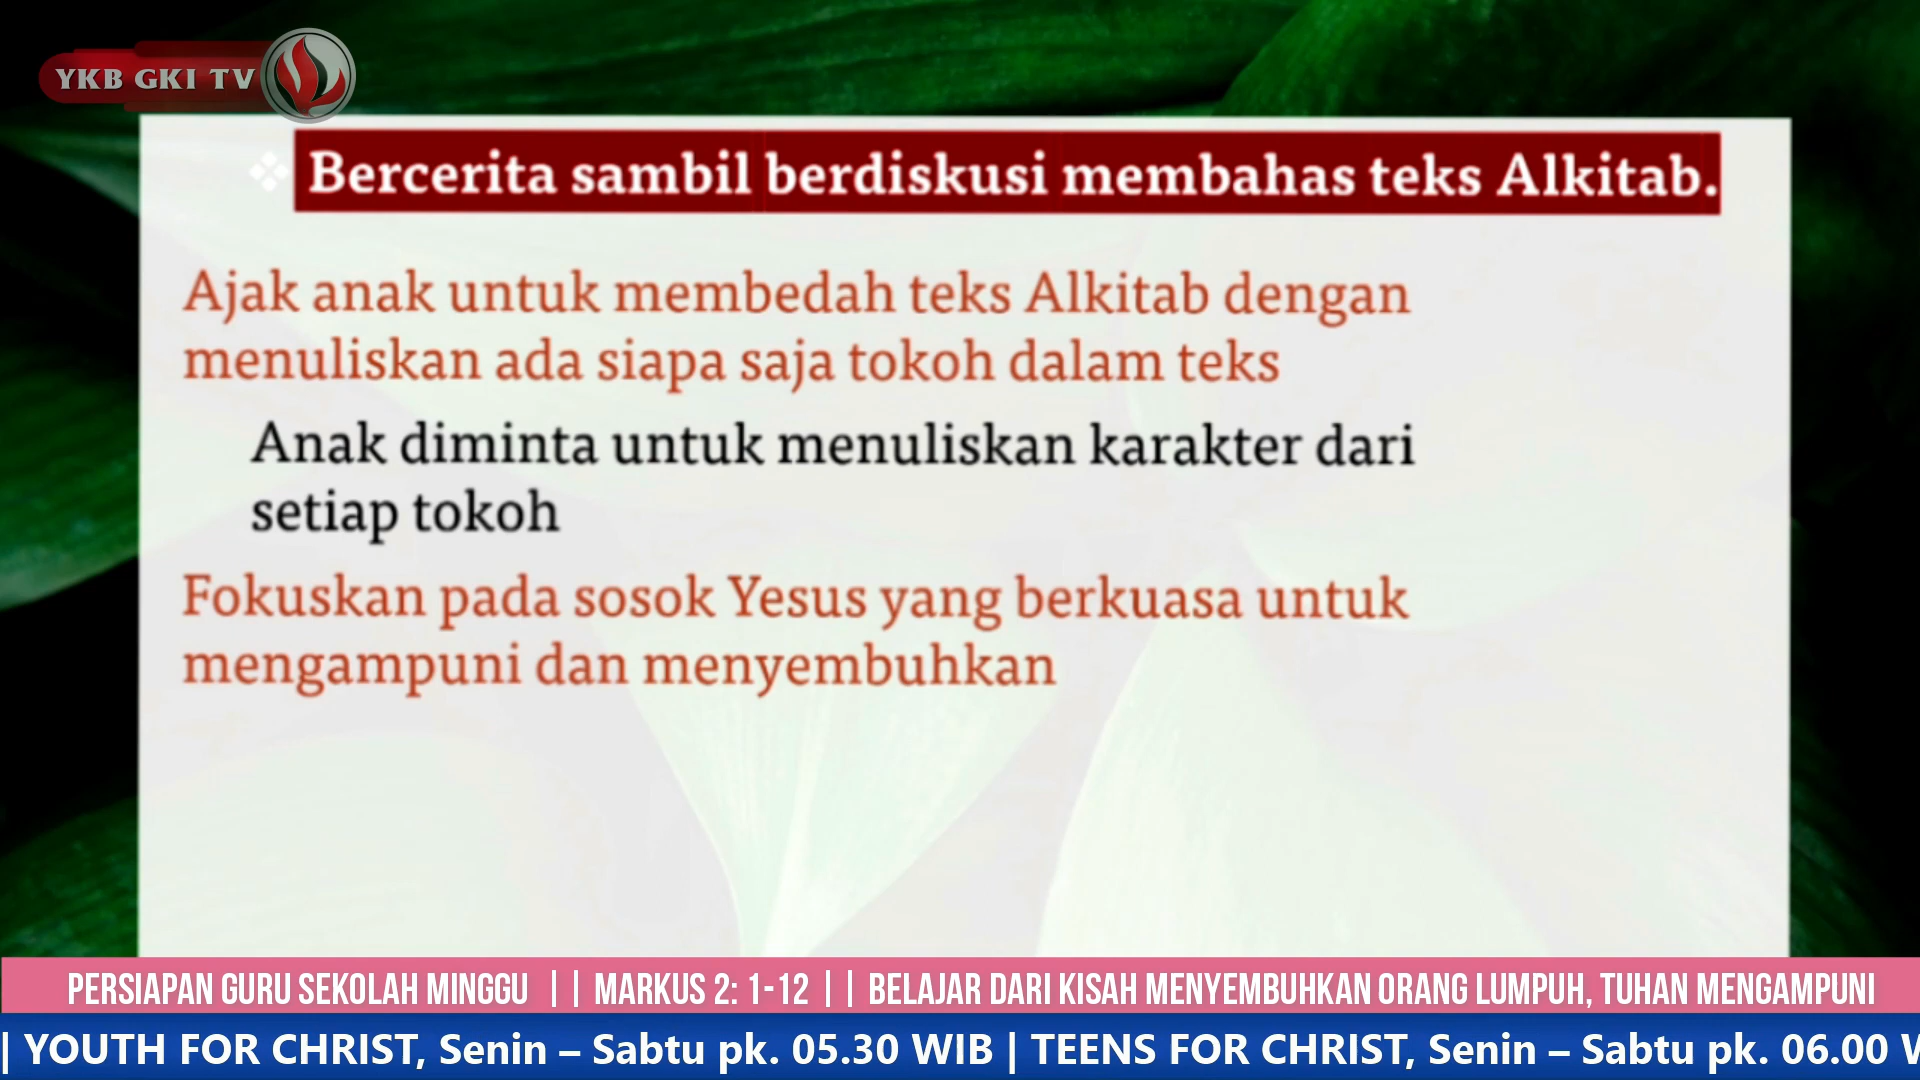 YKB GKI TV
Bercerita sambil berdiskusi membahas teks Alkitab.
Ajak anak untuk membedah teks Alkitab dengan
menuliskan ada siapa saja tokoh dalam teks
Anak diminta untuk menuliskan karakter dari
setiap tokoh
Fokuskan pada sosok Yesus yang berkuasa untuk
mengampuni dan menyembuhkan
PERSIAPAN GURU SEKOLAH MINGGU || MARKUS 2: 1-12 || BELAJAR DARI KISAH MENYEMBUHKAN ORANG LUMPUH, TUHAN MENGAMPUNI
| YOUTH FOR CHRIST, Senin – Sabtu pk. 05.30 WIB | TEENS FOR CHRIST, Senin – Sabtu pk. 06.00